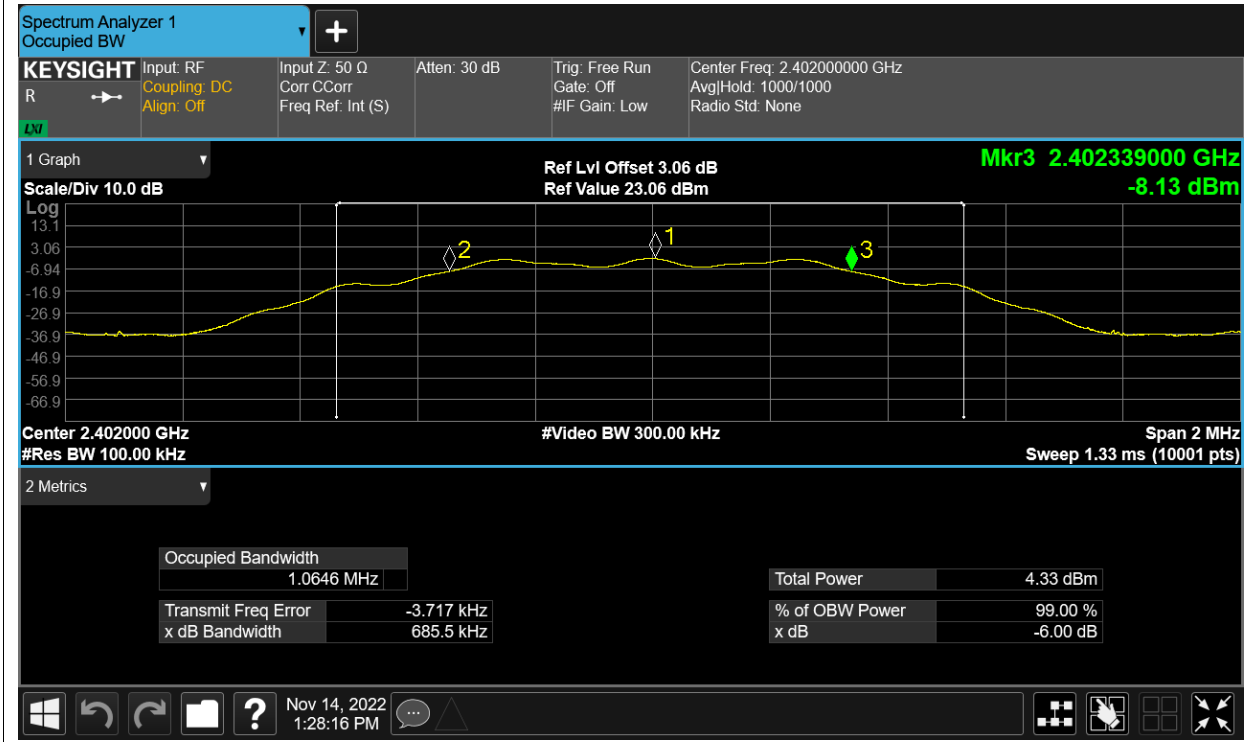 Spectrum Analyzer 1
Occupied BW
KEYSIGHT
R
LXI
Input: RF
Coupling: DC
Align: Off
Input Z: 50 Ω
Corr CCorr
Freq Ref: Int (S)
Atten: 30 dB
Trig: Free Run
Gate: Off
#IF Gain: Low
Center Freq: 2.402000000 GHz
Avg|Hold: 1000/1000
Radio Std: None
1 Graph
Scale/Div 10.0 dB
Ref Lvl Offset 3.06 dB
Ref Value 23.06 dBm
Mkr3 2.402339000 GHz
-8.13 dBm
Log
13.1
3.06
-6.94
-16.9
-26.9
-36.9
-46.9
-56.9
-66.9
2
1
3
Center 2.402000 GHz
#Video BW 300.00 kHz
Span 2 MHz
#Res BW 100.00 kHz
Sweep 1.33 ms (10001 pts)
2 Metrics
Occupied Bandwidth
1.0646 MHz
Total Power 4.33 dBm
Transmit Freq Error -3.717 kHz
% of OBW Power 99.00 %
x dB Bandwidth 685.5 kHz
x dB -6.00 dB
?
Nov 14, 2022
1:28:16 PM